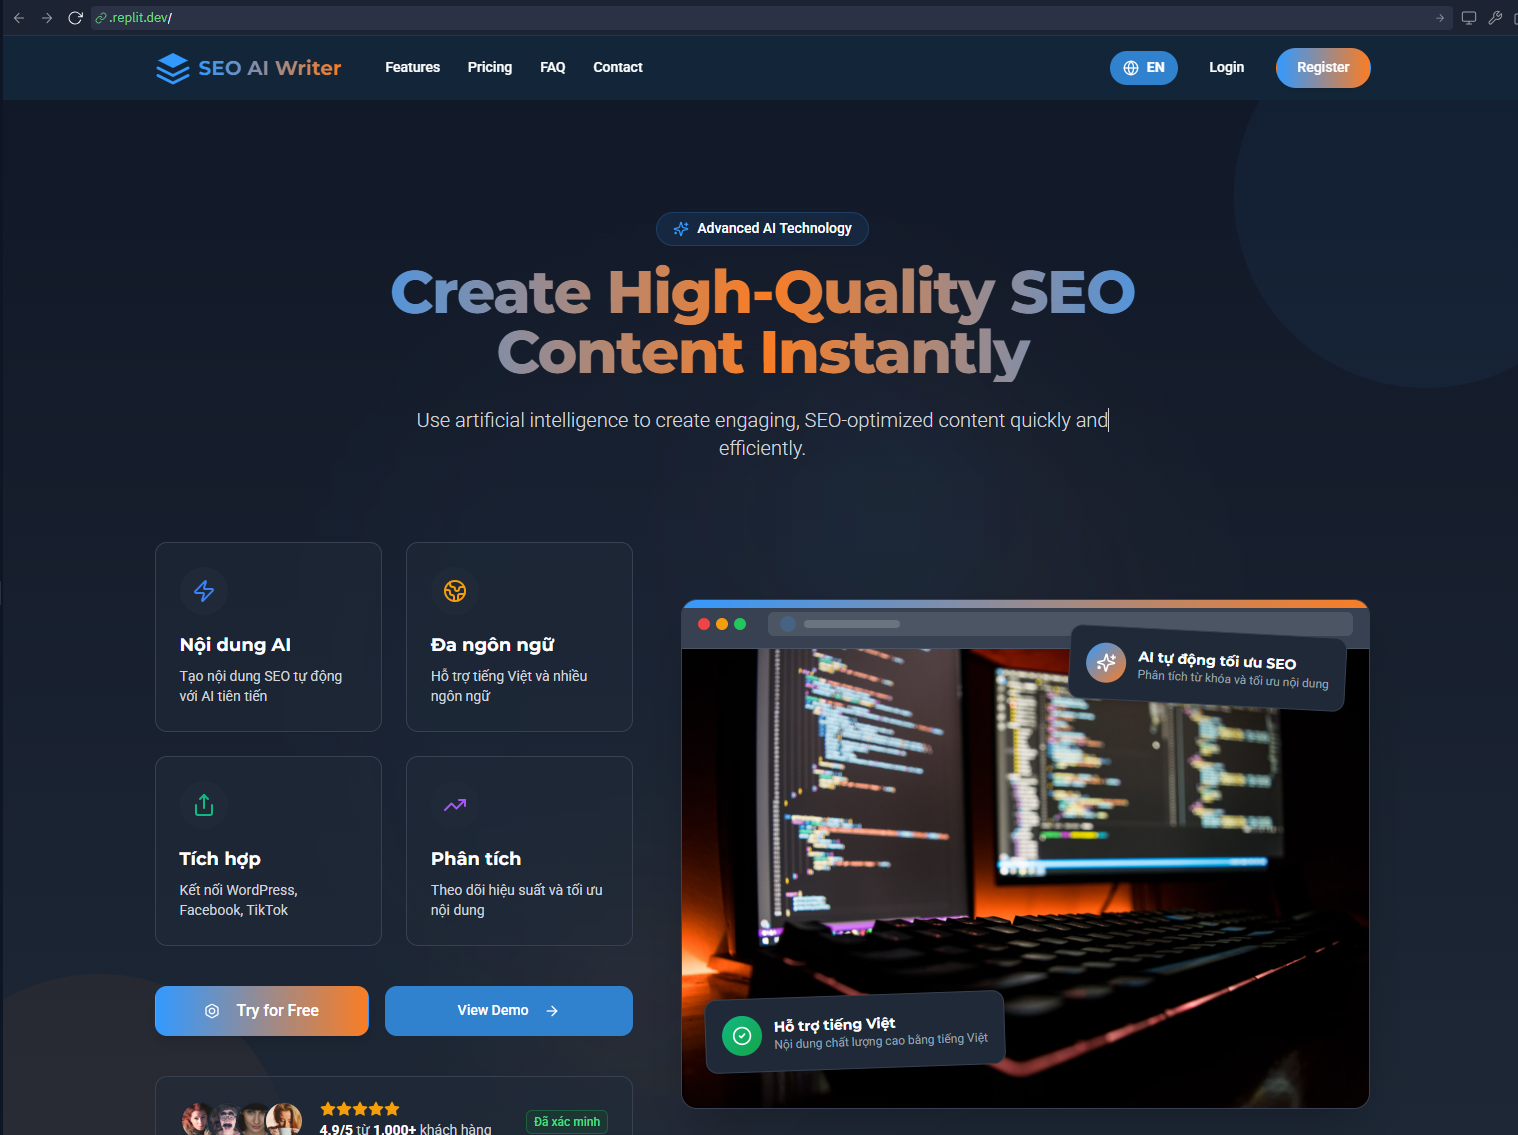 .replit.dev/
SEO AI Writer
Features
Pricing
FAQ
Contact
EN
Login
Register
Advanced AI Technology
Create High-Quality SEO
Content Instantly
Use artificial intelligence to create engaging, SEO-optimized content quickly and
efficiently.
Nội dung AI
Tạo nội dung SEO tự động
với AI tiên tiến
Đa ngôn ngữ
Hỗ trợ tiếng Việt và nhiều
ngôn ngữ
Tích hợp
Kết nối WordPress,
Facebook, TikTok
Phân tích
Theo dõi hiệu suất và tối ưu
nội dung
AI tự động tối ưu SEO
Phân tích từ khóa và tối ưu nội dung
Hỗ trợ tiếng Việt
Nội dung chất lượng cao bằng tiếng Việt
Try for Free
View Demo
4.9/5 từ 1,000+ khách hàng
Đã xác minh